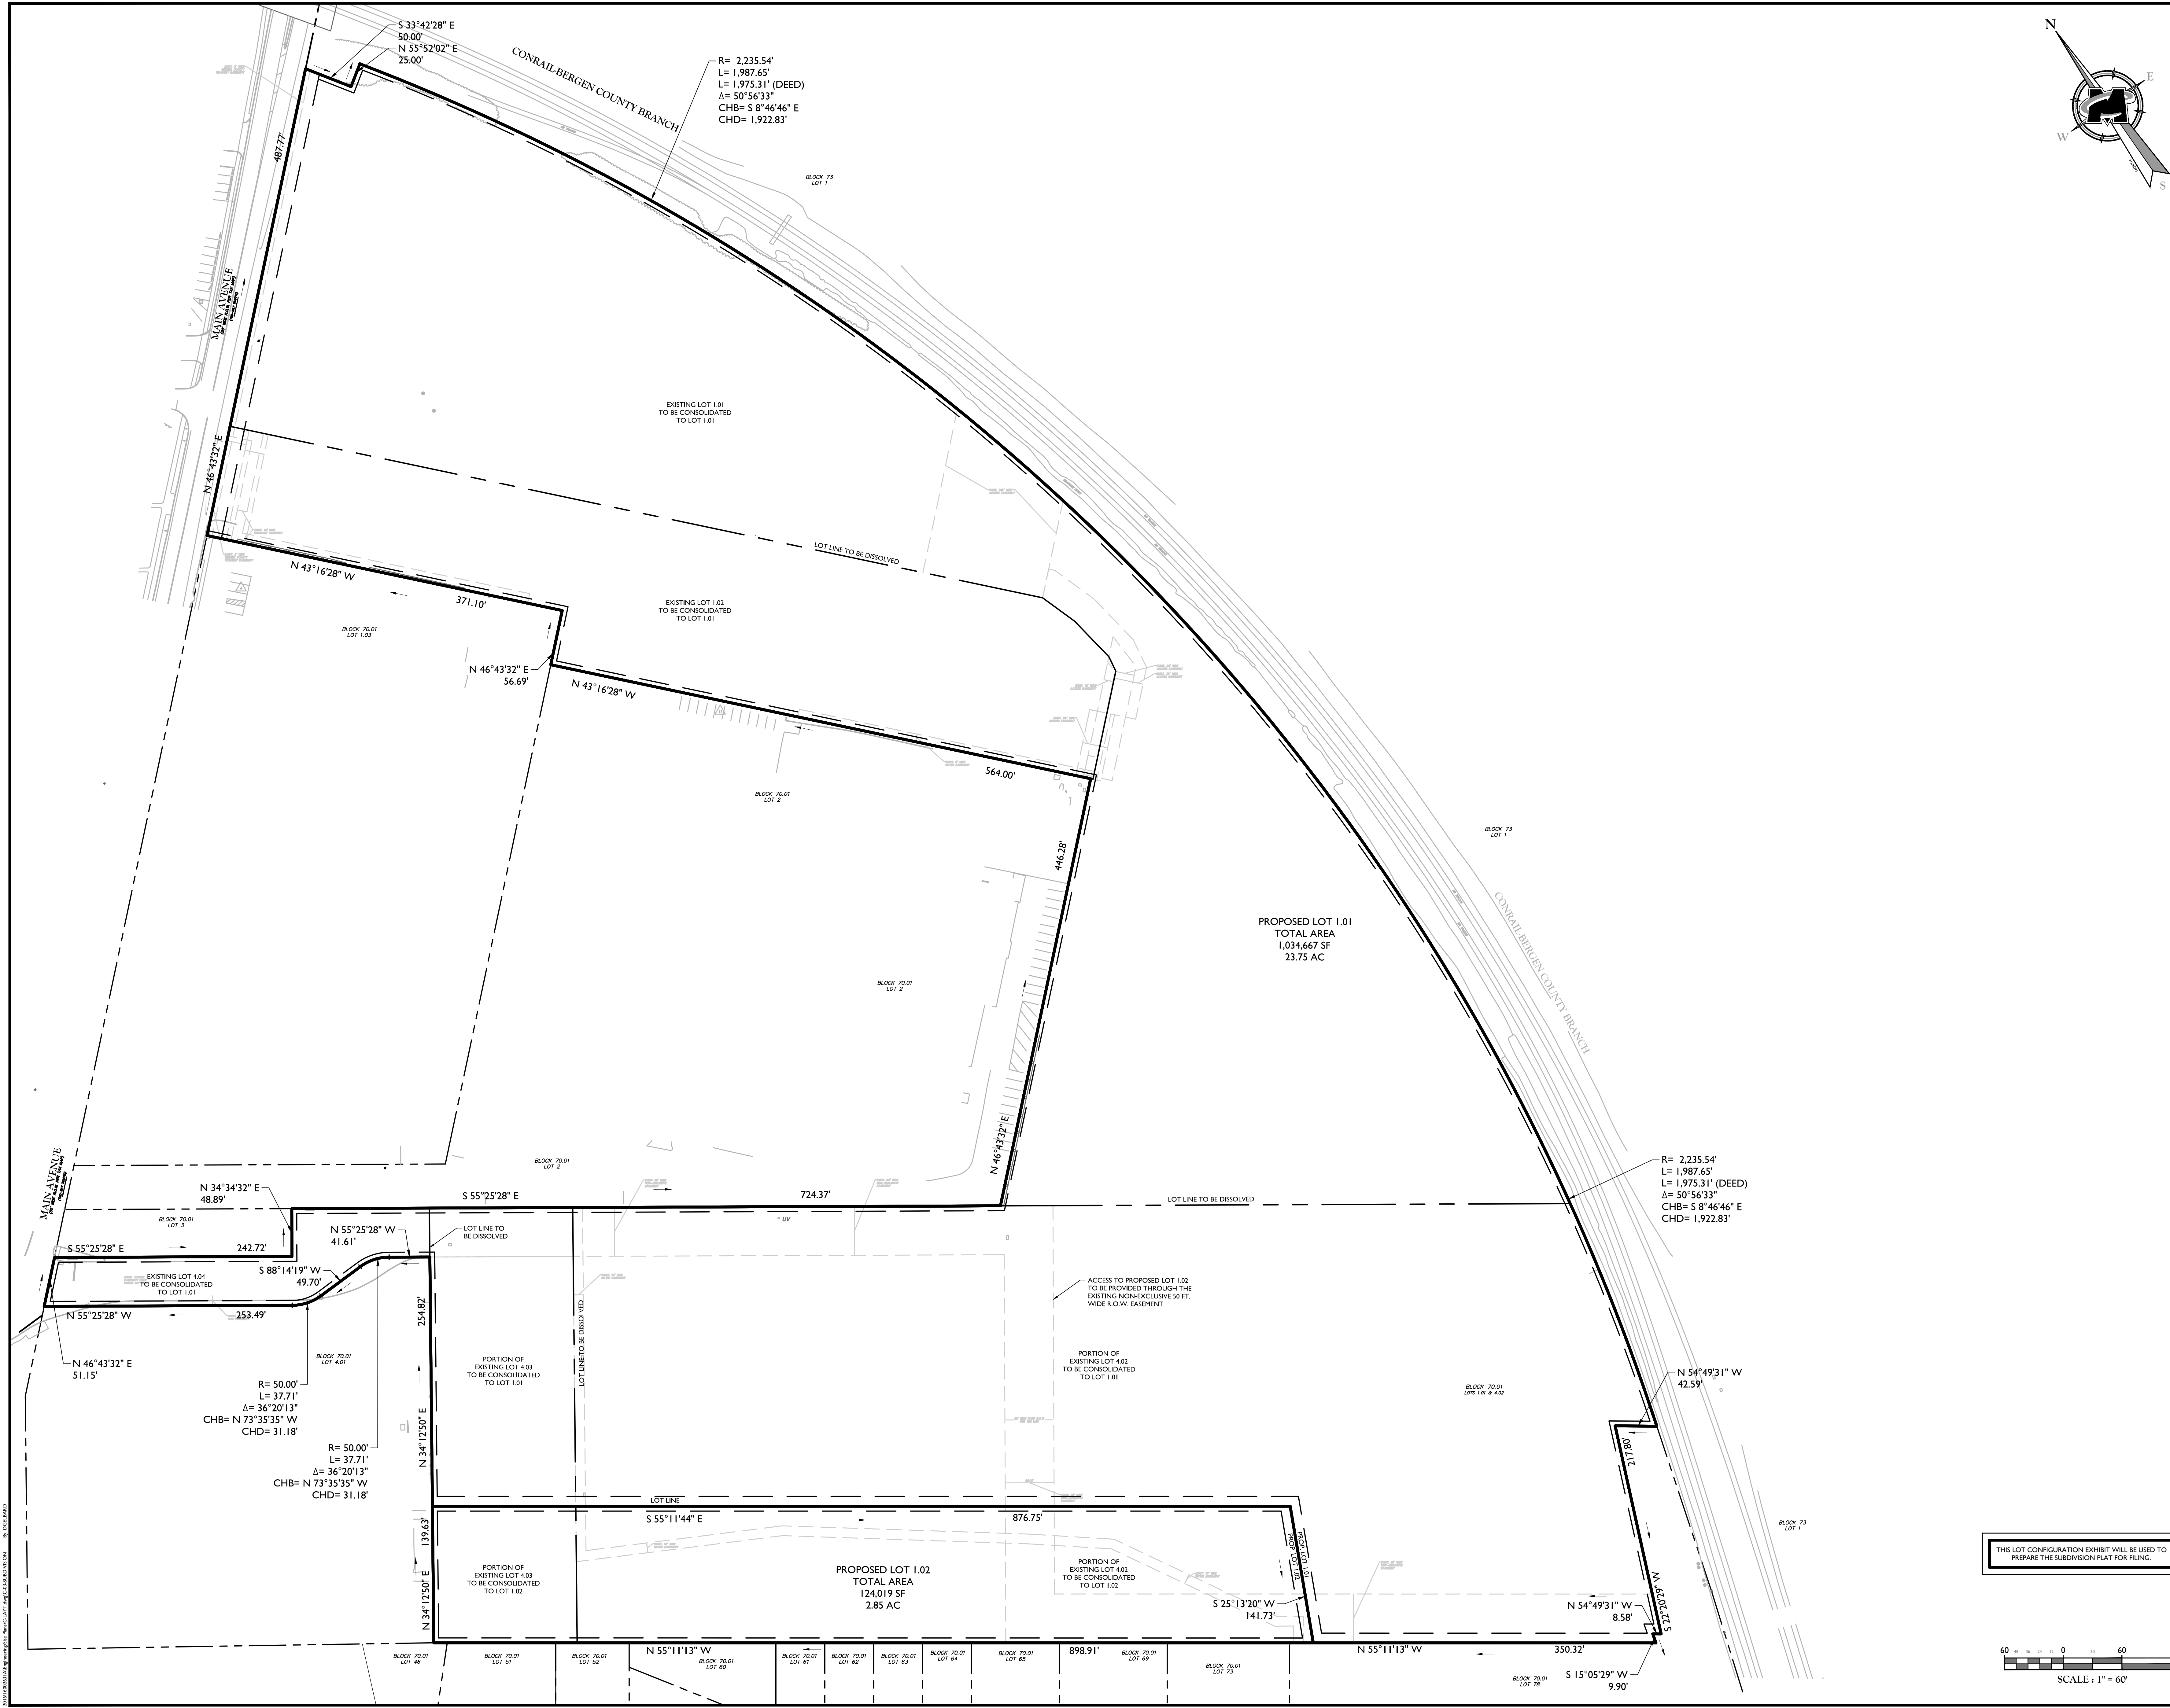 S 33°42'28" E
50.00'
N 55°52'02" E
25.00'
CONRAIL-BERGEN COUNTY BRANCH
R= 2,235.54'
L= 1,987.65'
L= 1,975.31' (DEED)
Δ= 50°56'33"
CHB= S 8°46'46" E
CHD= 1,922.83'
N
E
W
S
BLOCK 73
LOT 1
487.77'
MAIN AVENUE
N 46°43'32" E
EXISTING LOT 1.01
TO BE CONSOLIDATED
TO LOT 1.01
LOT LINE TO BE DISSOLVED
N 43°16'28" W
371.10'
EXISTING LOT 1.02
TO BE CONSOLIDATED
TO LOT 1.01
BLOCK 70.01
LOT 1.03
N 46°43'32" E
56.69'
N 43°16'28" W
564.00'
BLOCK 70.01
LOT 2
446.28'
BLOCK 73
LOT 1
CONRAIL-BERGEN COUNTY BRANCH
PROPOSED LOT 1.01
TOTAL AREA
1,034,667 SF
23.75 AC
BLOCK 70.01
LOT 2
N 46°43'32" E
MAIN AVENUE
BLOCK 70.01
LOT 2
N 34°34'32" E
48.89'
S 55°25'28" E
724.37'
LOT LINE TO BE DISSOLVED
R= 2,235.54'
L= 1,987.65'
L= 1,975.31' (DEED)
Δ= 50°56'33"
CHB= S 8°46'46" E
CHD= 1,922.83'
BLOCK 70.01
LOT 3
UV
N 55°25'28" W
41.61'
LOT LINE TO
BE DISSOLVED
S 55°25'28" E
242.72'
S 88°14'19" W
49.70'
EXISTING LOT 4.04
TO BE CONSOLIDATED
TO LOT 1.01
N 55°25'28" W
253.49'
ACCESS TO PROPOSED LOT 1.02
TO BE PROVIDED THROUGH THE
EXISTING NON-EXCLUSIVE 50 FT.
WIDE R.O.W. EASEMENT
254.82'
LOT LINE TO BE DISSOLVED
N 46°43'32" E
51.15'
BLOCK 70.01
LOT 4.01
PORTION OF
EXISTING LOT 4.03
TO BE CONSOLIDATED
TO LOT 1.01
PORTION OF
EXISTING LOT 4.02
TO BE CONSOLIDATED
TO LOT 1.01
BLOCK 70.01
LOTS 1.01 & 4.02
N 54°49'31" W
42.59'
R= 50.00'
L= 37.71'
Δ= 36°20'13"
CHB= N 73°35'35" W
CHD= 31.18'
N 34°12'50" E
R= 50.00'
L= 37.71'
Δ= 36°20'13"
CHB= N 73°35'35" W
CHD= 31.18'
217.80'
LOT LINE
S 55°11'44" E
876.75'
139.63'
PROP. LOT 1.01
PROP. LOT 1.02
BLOCK 73
LOT 1
THIS LOT CONFIGURATION EXHIBIT WILL BE USED TO
PREPARE THE SUBDIVISION PLAT FOR FILING.
PORTION OF
EXISTING LOT 4.03
TO BE CONSOLIDATED
TO LOT 1.02
PROPOSED LOT 1.02
TOTAL AREA
124,019 SF
2.85 AC
PORTION OF
EXISTING LOT 4.02
TO BE CONSOLIDATED
TO LOT 1.02
N 34°12'50" E
S 25°13'20" W
141.73'
N 54°49'31" W
8.58'
S 22°20'29" W
N 55°11'13" W
898.91'
N 55°11'13" W
350.32'
BLOCK 70.01
LOT 46
BLOCK 70.01
LOT 51
BLOCK 70.01
LOT 52
BLOCK 70.01
LOT 60
BLOCK 70.01
LOT 61
BLOCK 70.01
LOT 62
BLOCK 70.01
LOT 63
BLOCK 70.01
LOT 64
BLOCK 70.01
LOT 65
BLOCK 70.01
LOT 69
BLOCK 70.01
LOT 73
BLOCK 70.01
LOT 78
S 15°05'29" W
9.90'
60
0
60
SCALE : 1" = 60'